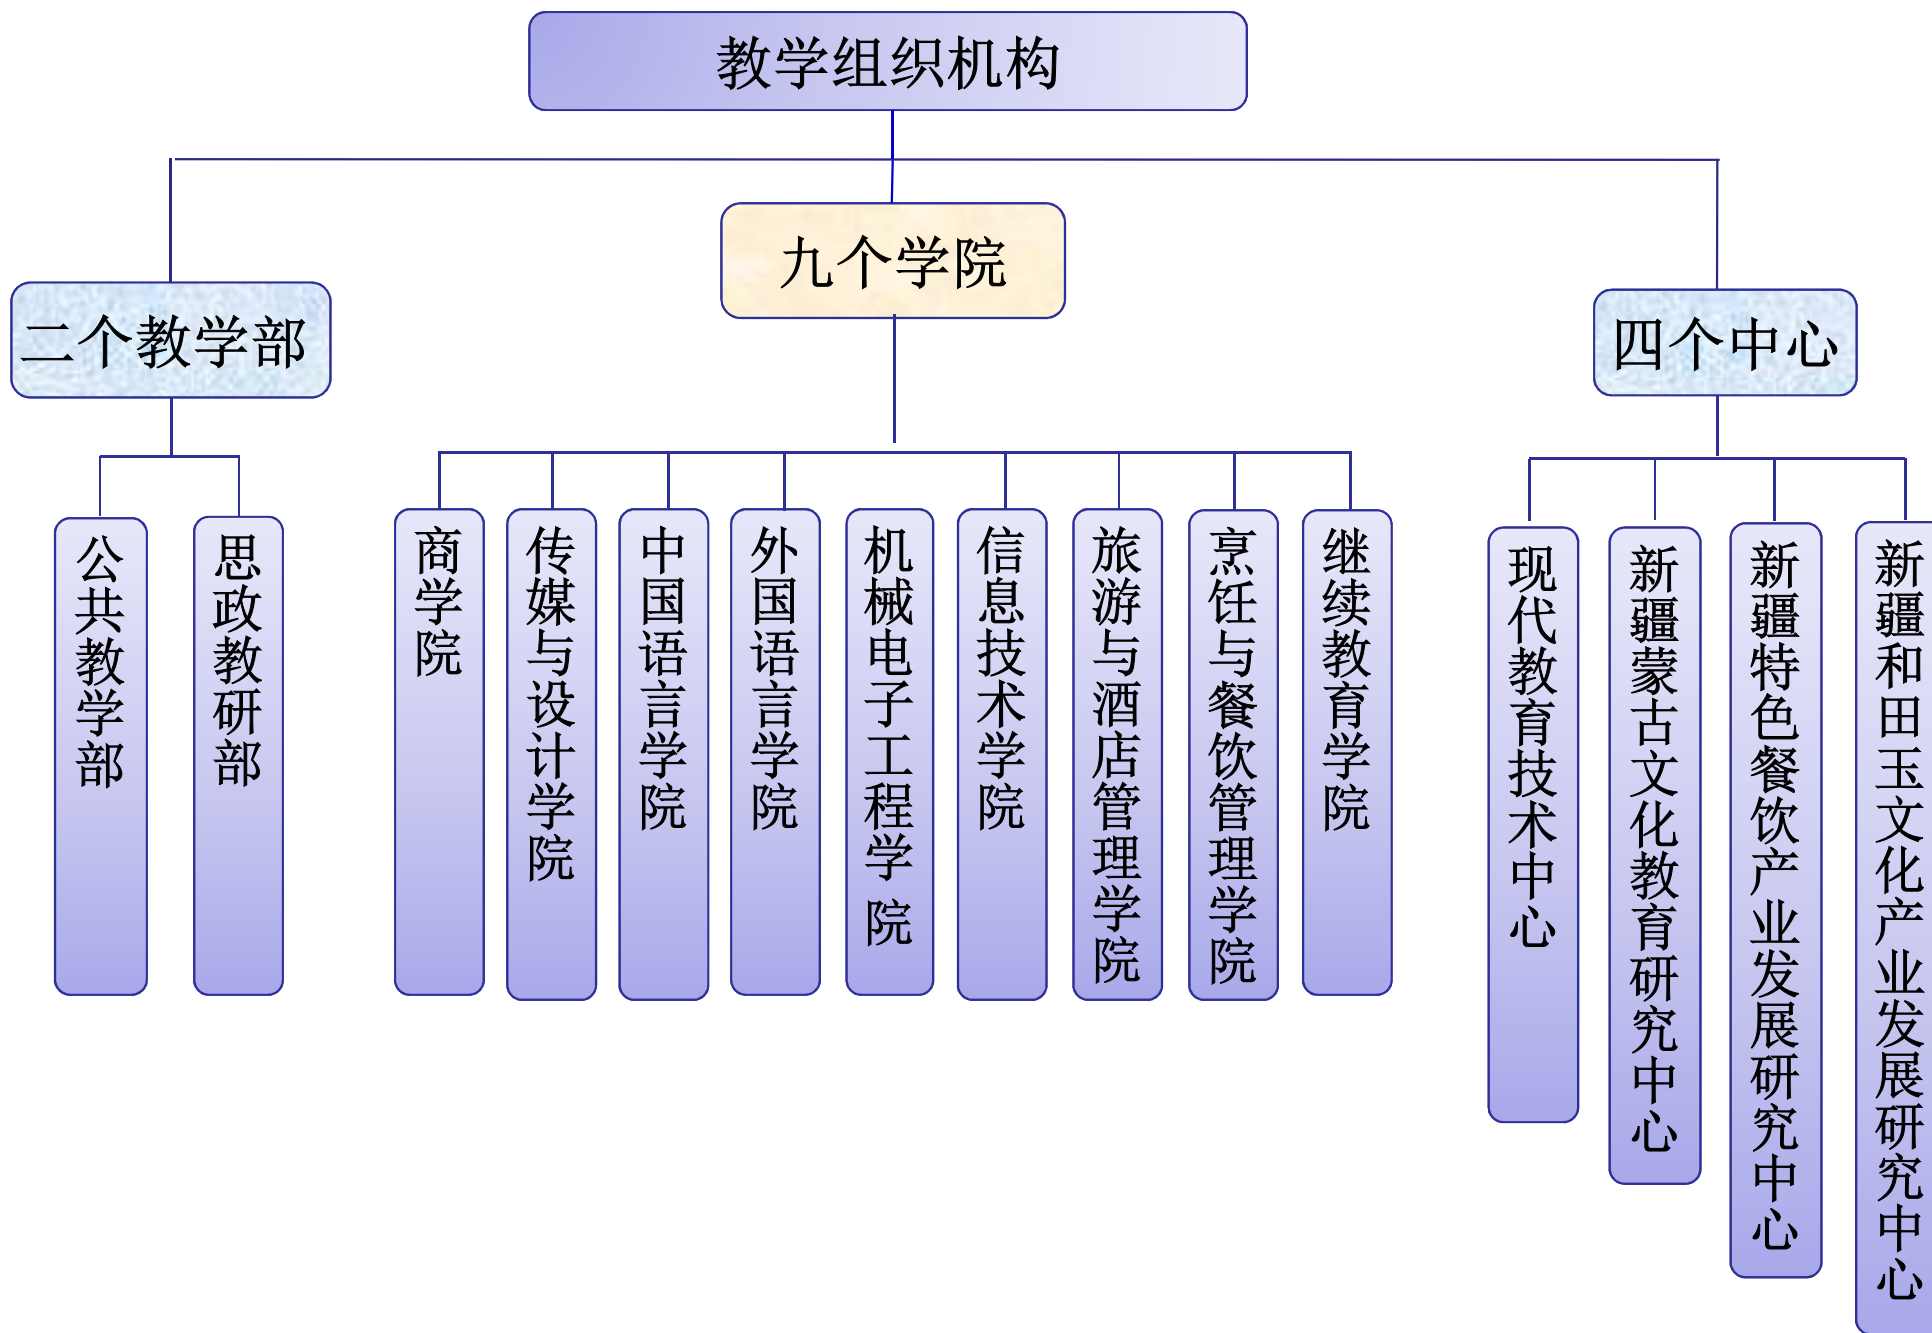 教学组织机构
九个学院
二个教学部
四个中心
公共教学部
思政教研部
商学院
传媒与设计学院
中国语言学院
外国语言学院
机械电子工程学院
信息技术学院
旅游与酒店管理学院
烹饪与餐饮管理学院
继续教育学院
现代教育技术中心
新疆蒙古文化教育研究中心
新疆特色餐饮产业发展研究中心
新疆和田玉文化产业发展研究中心